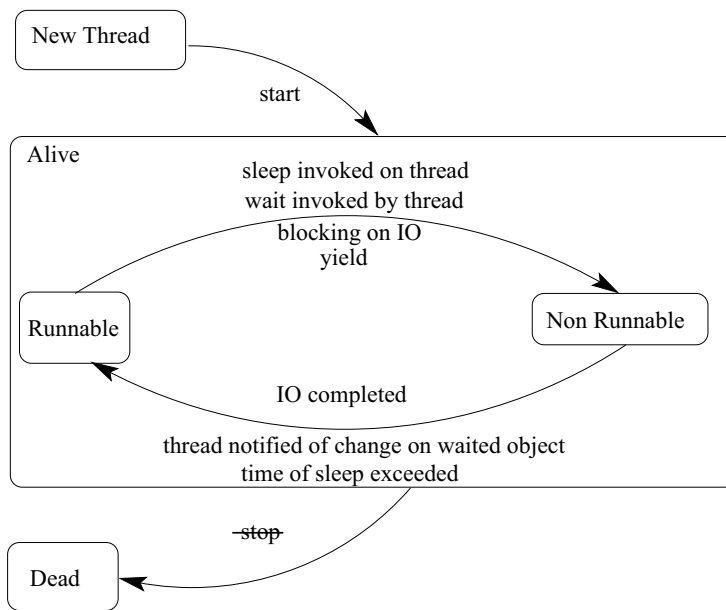 New Thread
start
Alive
sleep invoked on thread
wait invoked by thread
blocking on IO
yield
Runnable
Non Runnable
IO completed
thread notified of change on waited object
time of sleep exceeded
stop
Dead